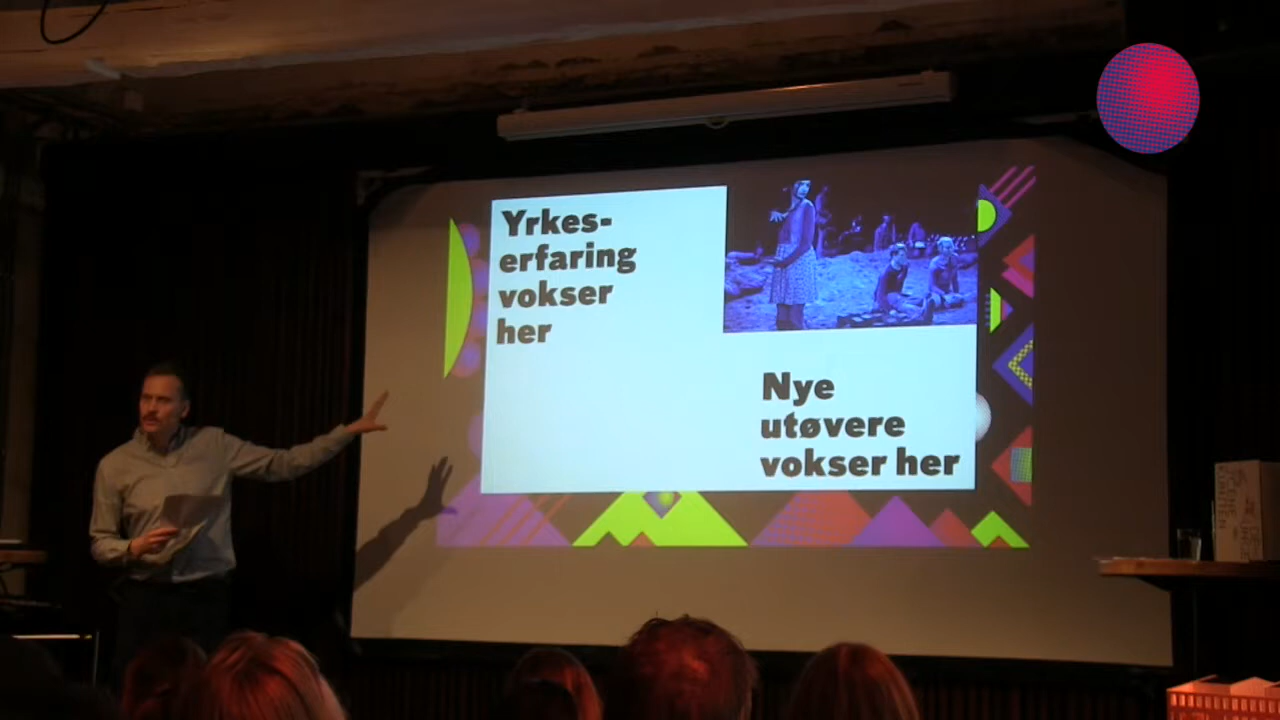 Yrkes-
erfaring
vokser
her
Nye
utøvere
vokser her